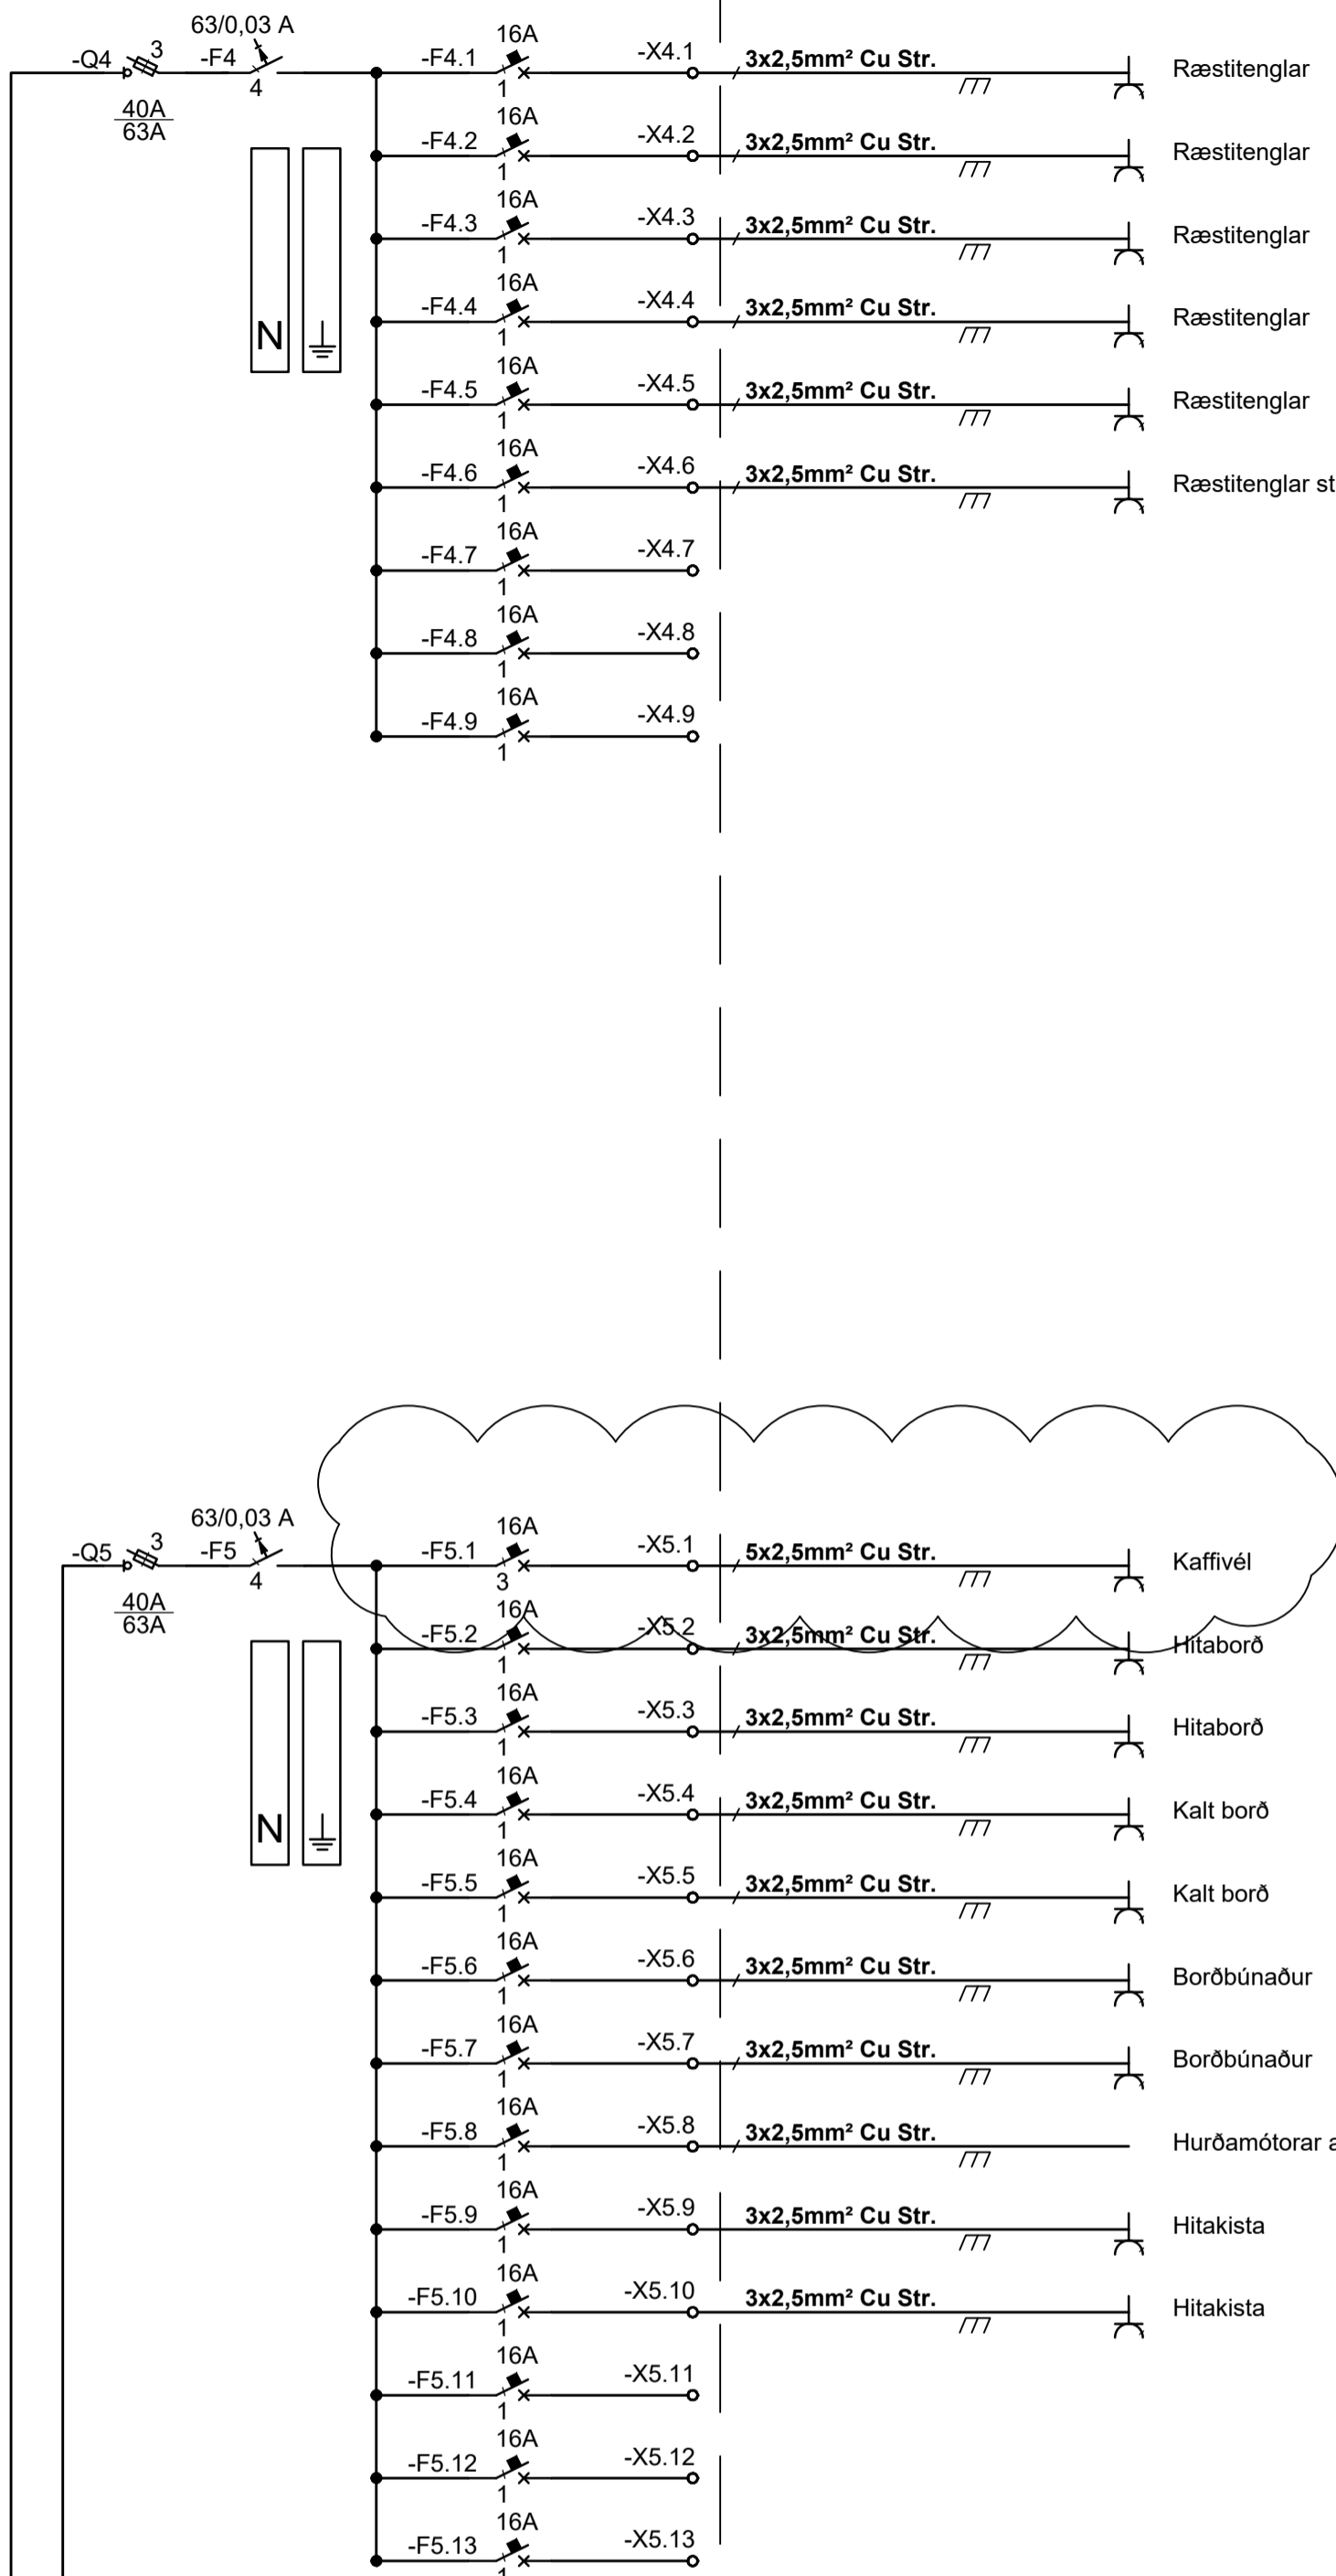 63/0,03 A
-Q4 3 -F4 4
40A
63A
N
16A
-F4.1 1 -X4.1 3x2,5mm² Cu Str. Ræstitenglar
16A
-F4.2 1 -X4.2 3x2,5mm² Cu Str. Ræstitenglar
16A
-F4.3 1 -X4.3 3x2,5mm² Cu Str. Ræstitenglar
16A
-F4.4 1 -X4.4 3x2,5mm² Cu Str. Ræstitenglar
16A
-F4.5 1 -X4.5 3x2,5mm² Cu Str. Ræstitenglar
16A
-F4.6 1 -X4.6 3x2,5mm² Cu Str. Ræstitenglar st
16A
-F4.7 1 -X4.7
16A
-F4.8 1 -X4.8
16A
-F4.9 1 -X4.9
63/0,03 A
-Q5 3 -F5 4
40A
63A
N
16A
-F5.1 3 -X5.1 5x2,5mm² Cu Str. Kaffivél
16A
-F5.2 1 -X5.2 3x2,5mm² Cu Str. Hitaborð
16A
-F5.3 1 -X5.3 3x2,5mm² Cu Str. Hitaborð
16A
-F5.4 1 -X5.4 3x2,5mm² Cu Str. Kalt borð
16A
-F5.5 1 -X5.5 3x2,5mm² Cu Str. Kalt borð
16A
-F5.6 1 -X5.6 3x2,5mm² Cu Str. Borðbúnaður
16A
-F5.7 1 -X5.7 3x2,5mm² Cu Str. Borðbúnaður
16A
-F5.8 1 -X5.8 3x2,5mm² Cu Str. Hurðamótorar
16A
-F5.9 1 -X5.9 3x2,5mm² Cu Str. Hitakista
16A
-F5.10 1 -X5.10 3x2,5mm² Cu Str. Hitakista
16A
-F5.11 1 -X5.11
16A
-F5.12 1 -X5.12
16A
-F5.13 1 -X5.13